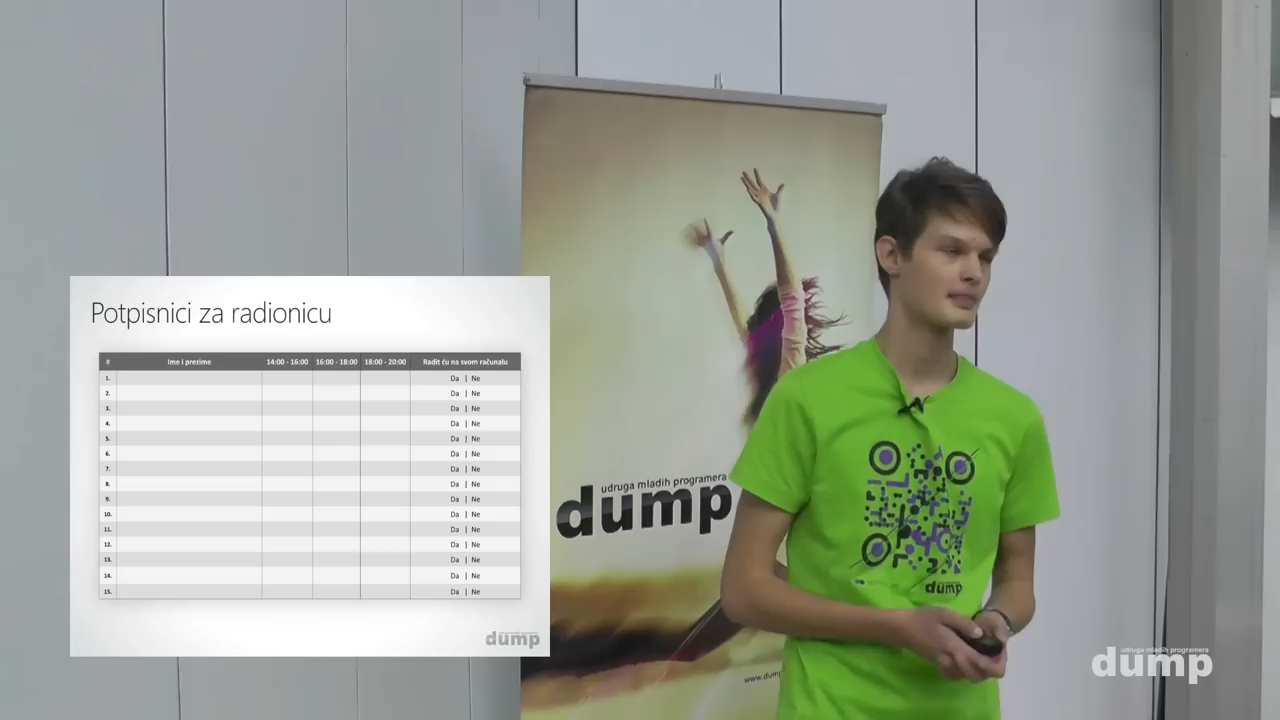 Potpisnici za radionicu
# Ime i prezime 14:00 - 16:00 16:00 - 18:00 18:00 - 20:00 Radit ću na svom računalu
1. Da | Ne
2. Da | Ne
3. Da | Ne
4. Da | Ne
5. Da | Ne
6. Da | Ne
7. Da | Ne
8. Da | Ne
9. Da | Ne
10. Da | Ne
11. Da | Ne
12. Da | Ne
13. Da | Ne
14. Da | Ne
15. Da | Ne
dump
udruga mladih programera
dump
www.dump
dump
udruga mladih programera
dump